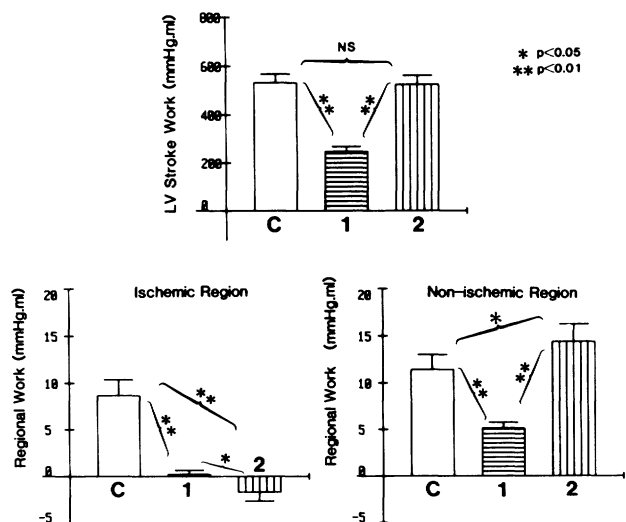 LV Stroke Work (mmHg.ml)
800
600
400
200
0
NS
* p<0.05
** p<0.01
**
**
C 1 2
Regional Work (mmHg.ml)
Ischemic Region
20
15
10
5
0
-5
**
**
*
2
C 1
Regional Work (mmHg.ml)
Non-ischemic Region
20
15
10
5
0
-5
*
**
**
C 1 2